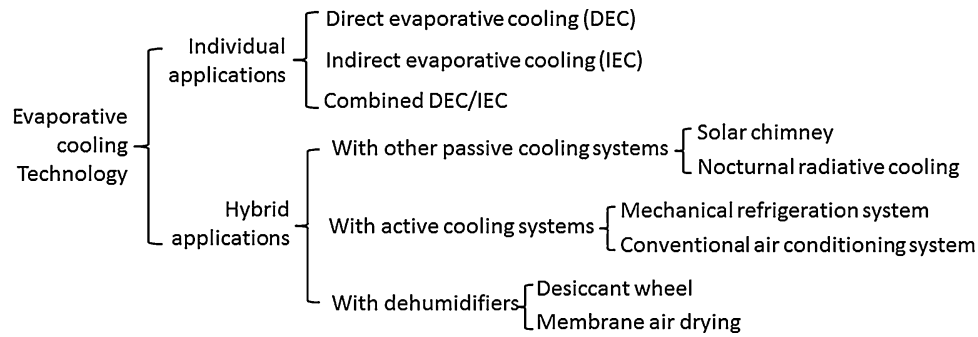 Evaporative
cooling
Technology
Individual
applications
Direct evaporative cooling (DEC)
Indirect evaporative cooling (IEC)
Combined DEC/IEC
Hybrid
applications
With other passive cooling systems
Solar chimney
Nocturnal radiative cooling
With active cooling systems
Mechanical refrigeration system
Conventional air conditioning system
With dehumidifiers
Desiccant wheel
Membrane air drying